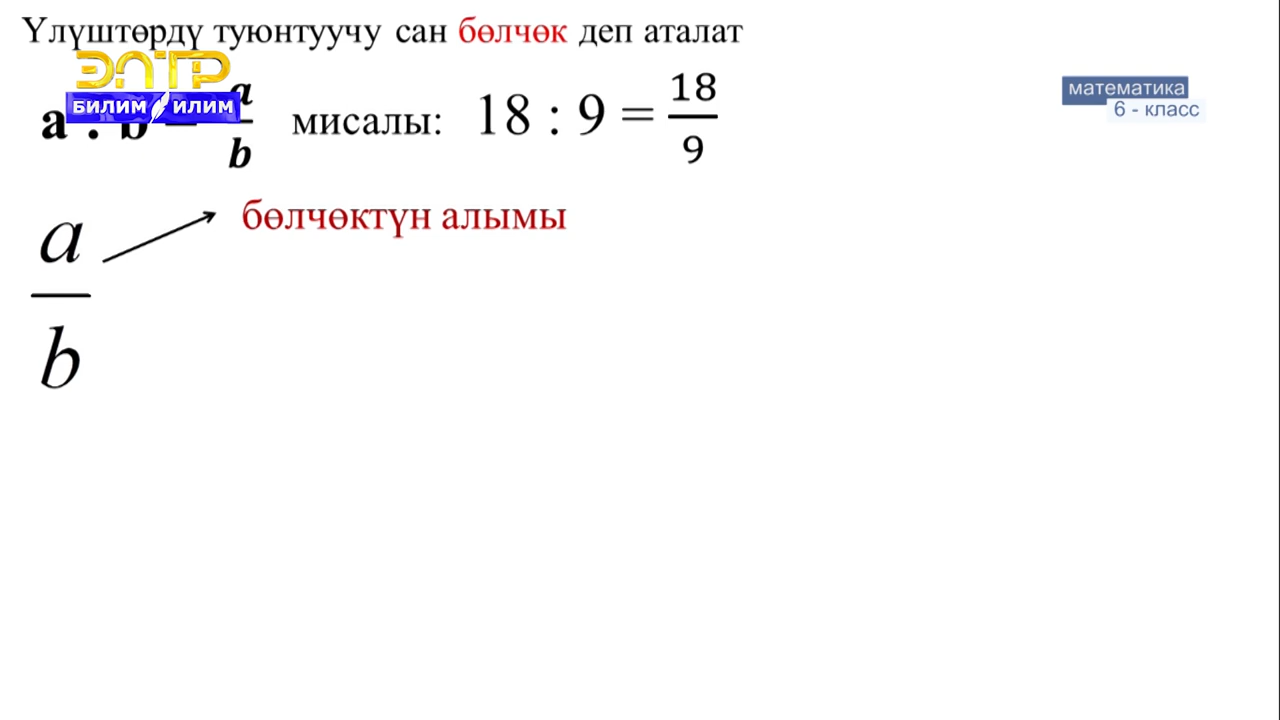 Үлүштөрдү туюнтуучу сан бөлчөк деп аталат
ЭЛТР
БИЛИМ ИЛИМ
a : b = a/b мисалы: 18 : 9 = 18/9
математика
6 - класс
a/b бөлчөктүн алымы